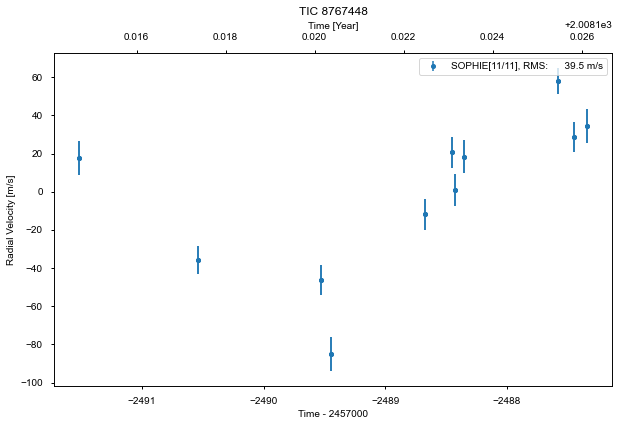 TIC 8767448
Time [Year]
0.016 0.018 0.020 0.022 0.024 0.026
+2.0081e3
SOPHIE[11/11], RMS: 39.5 m/s
Radial Velocity [m/s]
60
40
20
0
−20
−40
−60
−80
−100
−2491 −2490 −2489 −2488
Time - 2457000